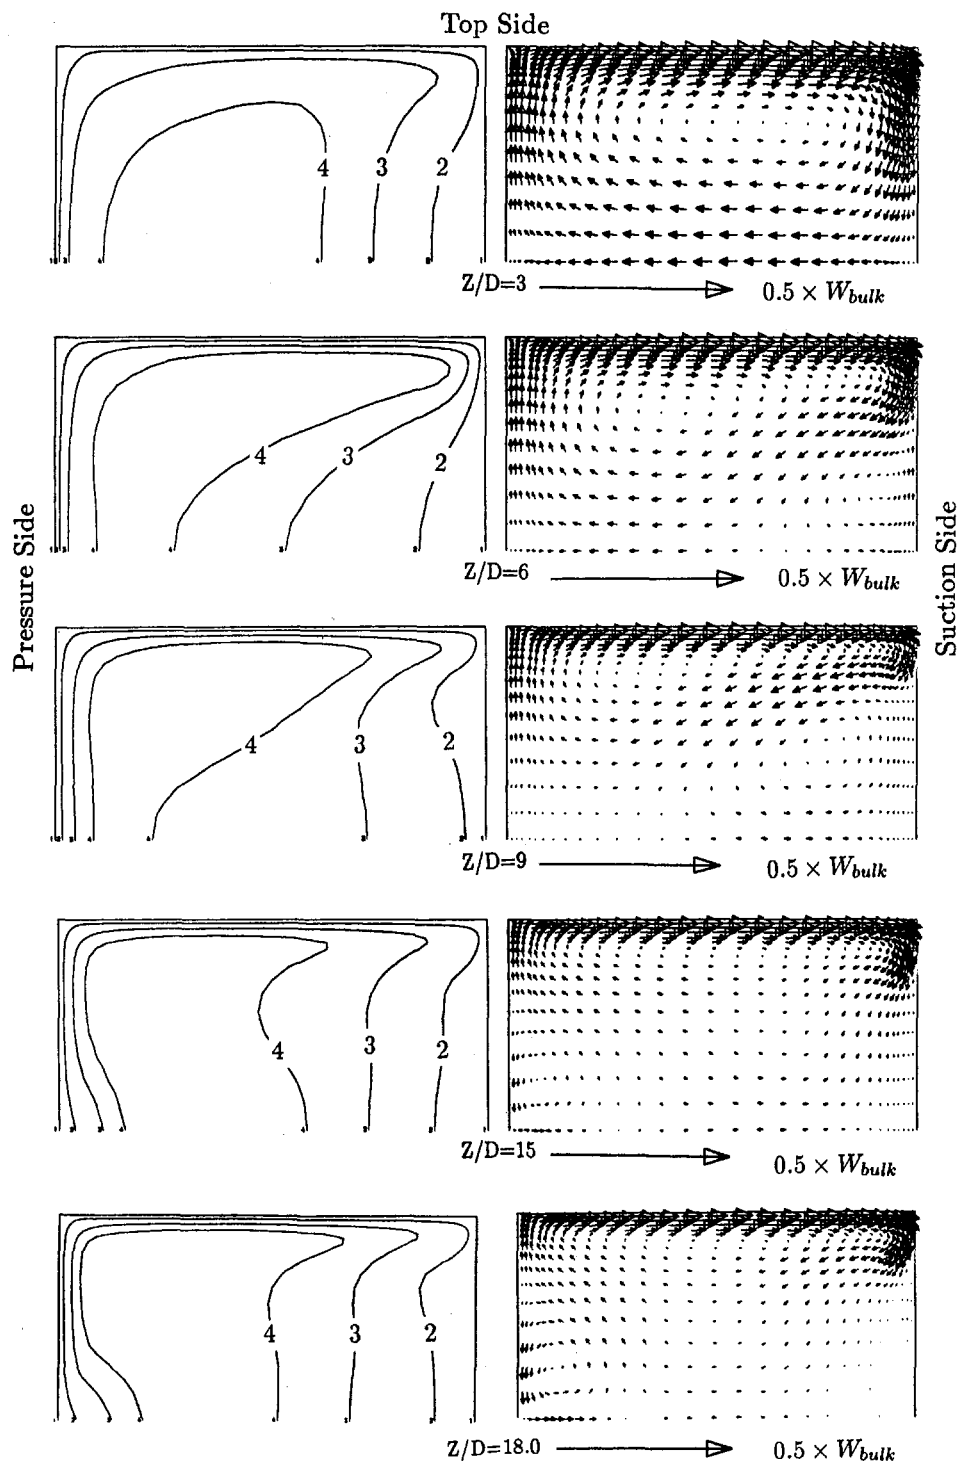 Top Side
4
3
2
Z/D=3
0.5 × W_bulk
4
3
2
Z/D=6
0.5 × W_bulk
Pressure Side
Suction Side
4
3
2
Z/D=9
0.5 × W_bulk
4
3
2
Z/D=15
0.5 × W_bulk
4
3
2
Z/D=18.0
0.5 × W_bulk